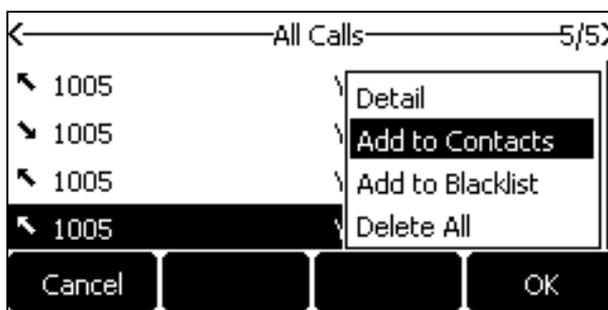 All Calls 5/5
1005
Detail
1005
Add to Contacts
1005
Add to Blacklist
1005
Delete All
Cancel OK